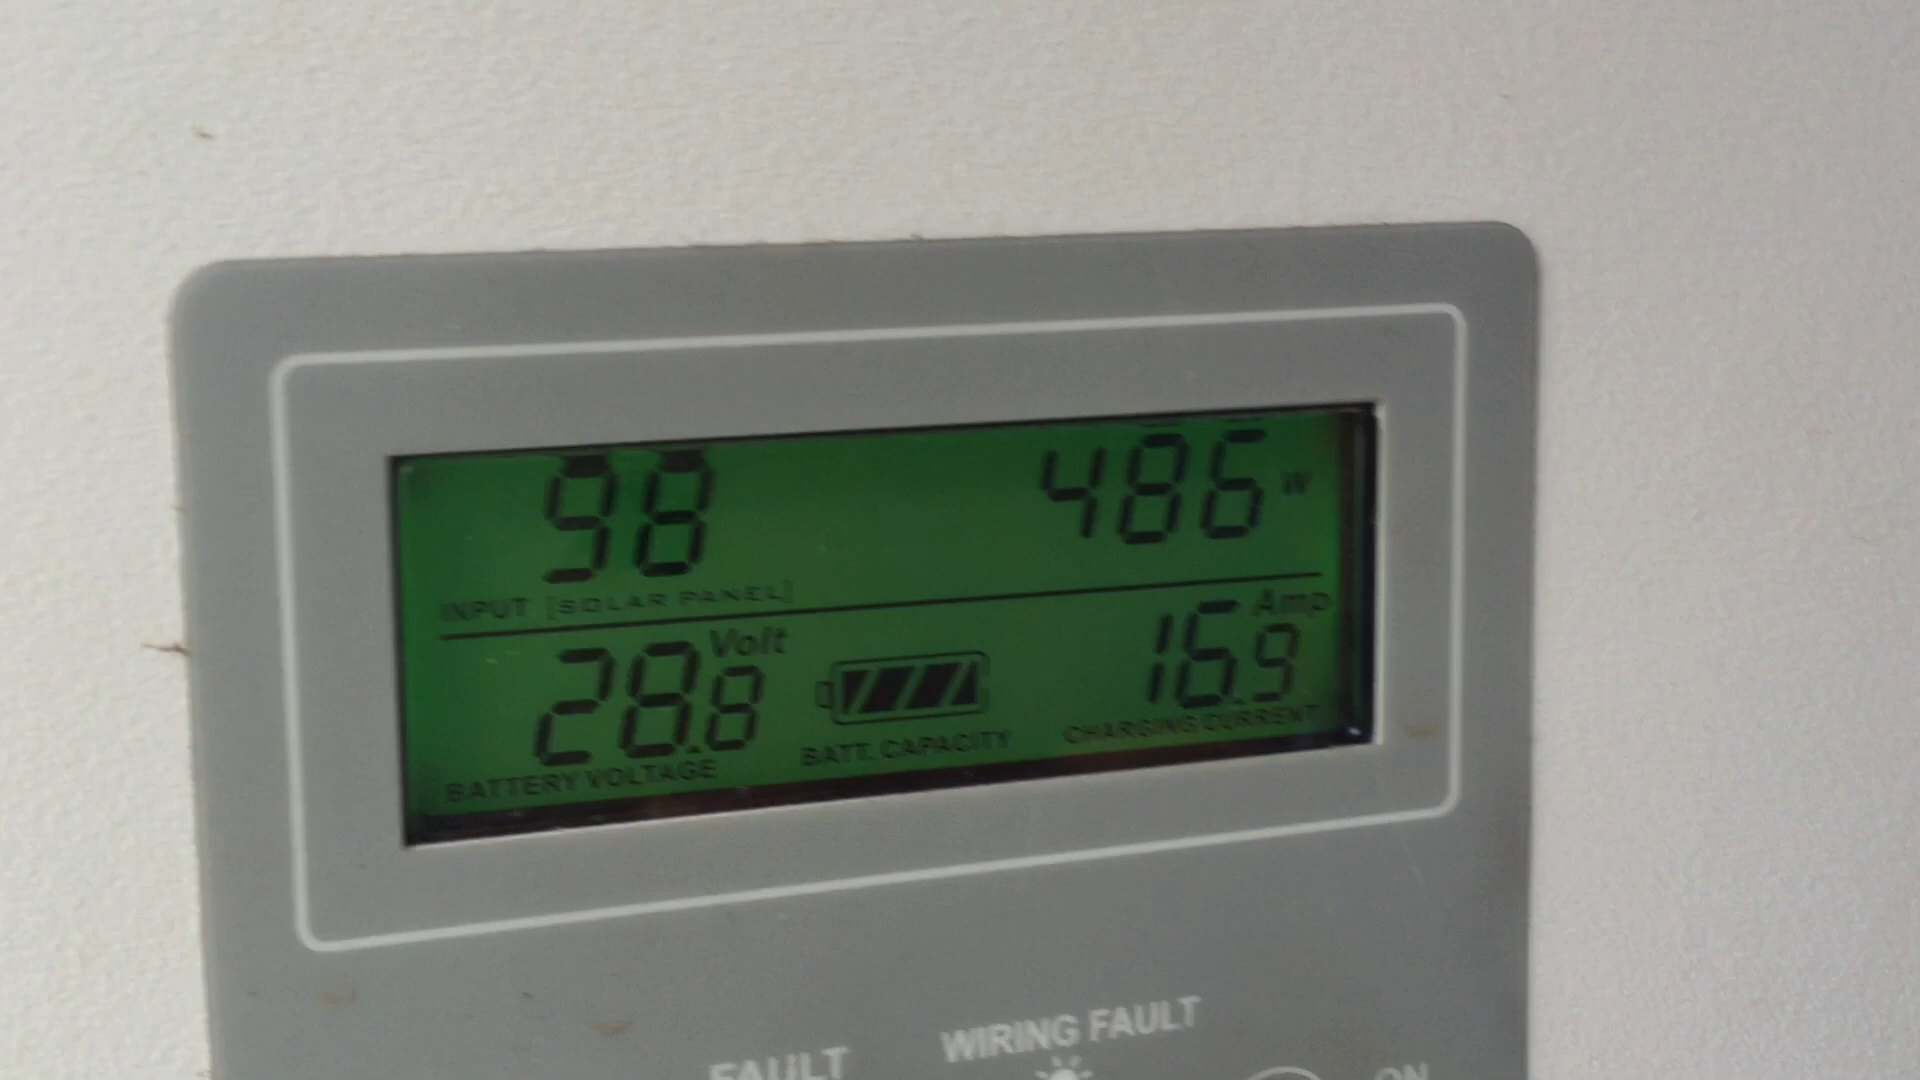 98 486 W
INPUT [SOLAR PANEL]
28.8 Volt 16.9 Amp
BATTERY VOLTAGE BATT. CAPACITY CHARGING CURRENT
FAULT WIRING FAULT ON